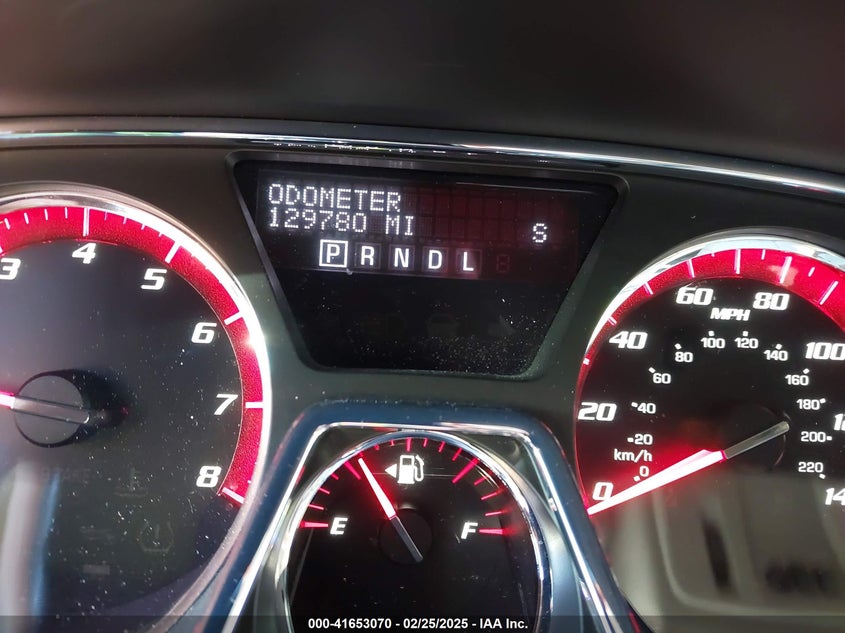 ODOMETER
129780 MI
S
P R N D L
3 4 5 6 7 8
E F
0 20 40 60 80 100
MPH
0 20 40 60 80 100 120 140 160 180 200 220
km/h
000-41653070 - 02/25/2025 - IAA Inc.